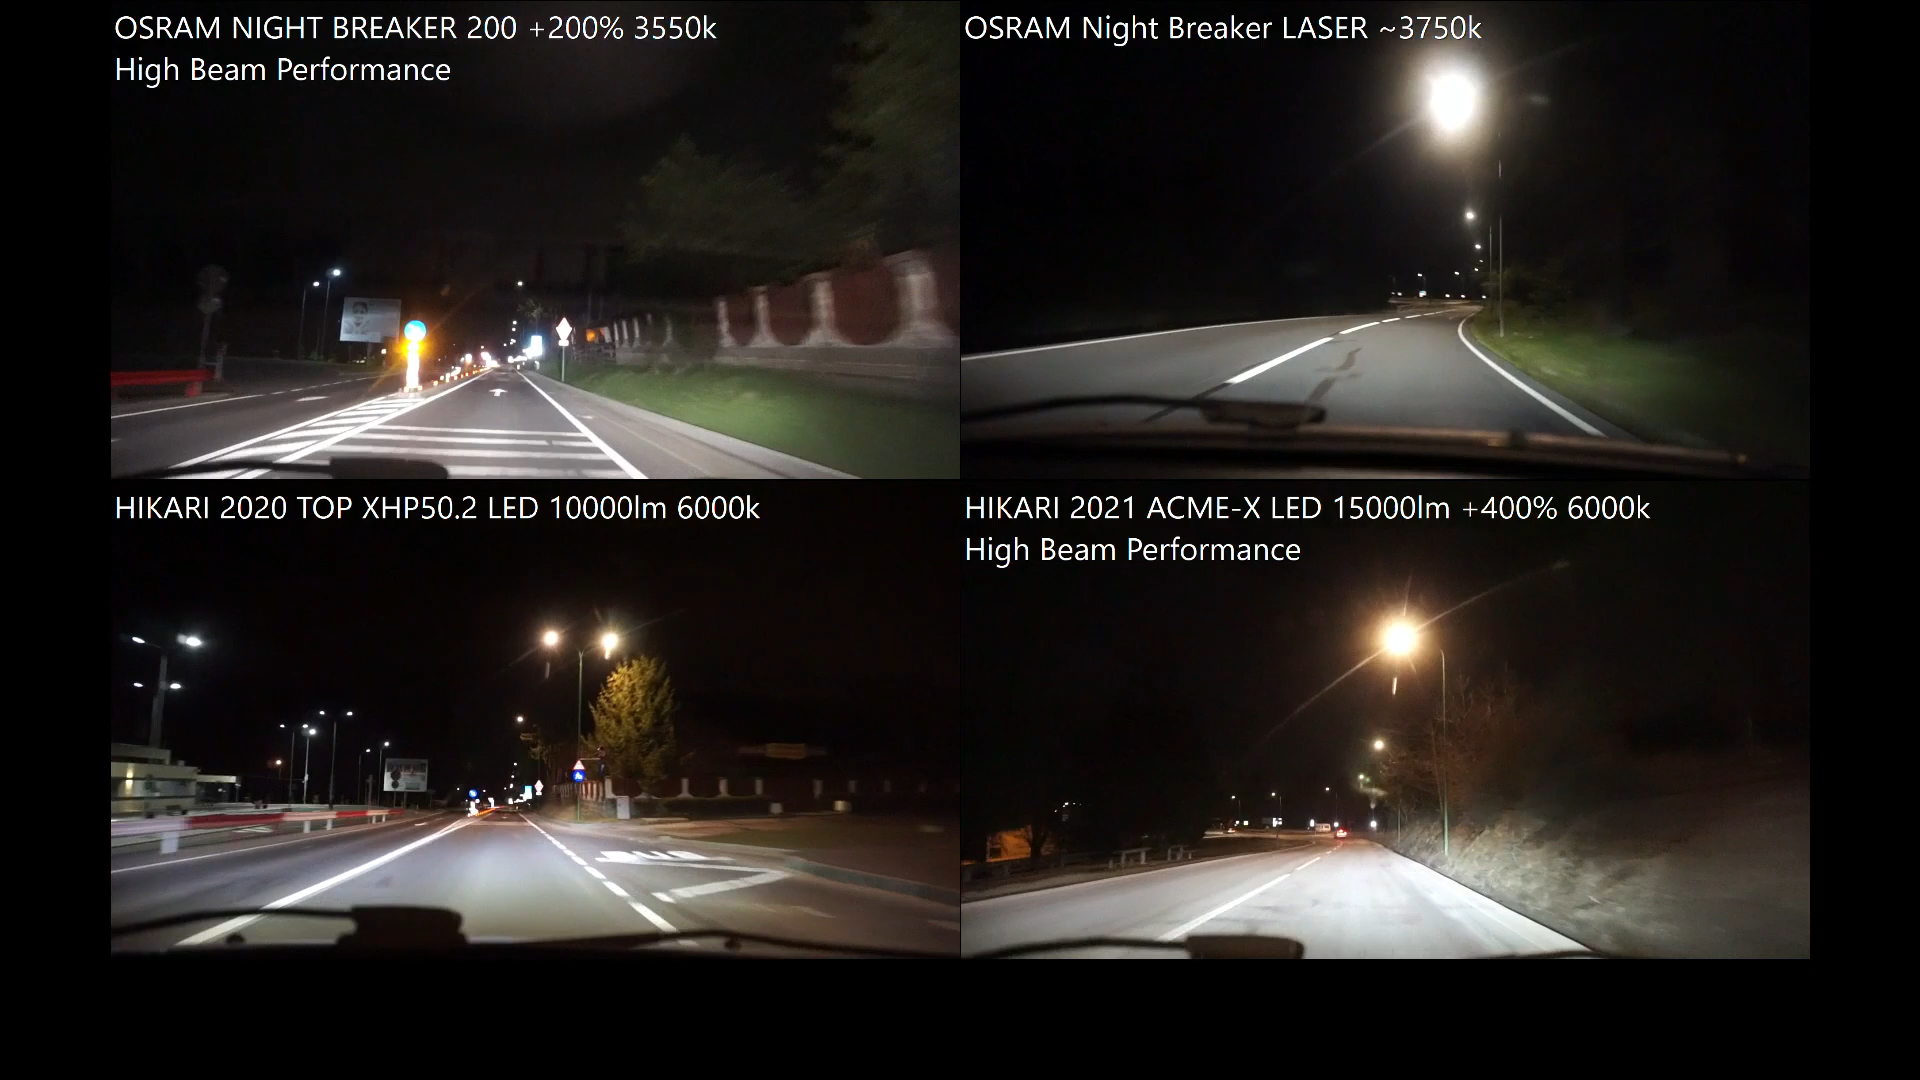 OSRAM NIGHT BREAKER 200 +200% 3550k
High Beam Performance
OSRAM Night Breaker LASER ~3750k
HIKARI 2020 TOP XHP50.2 LED 10000lm 6000k
HIKARI 2021 ACME-X LED 15000lm +400% 6000k
High Beam Performance
BUS